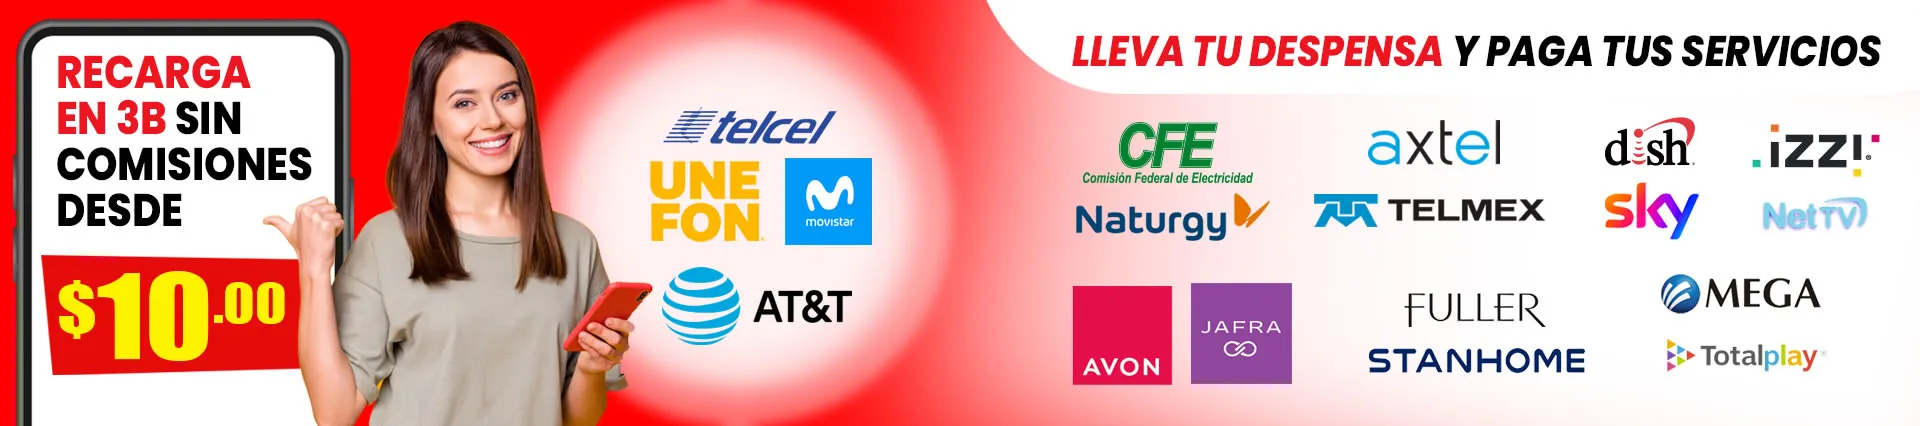 RECARGA
EN 3B SIN
COMISIONES
DESDE
$10.00
telcel
UNE
FON
movistar
AT&T
LLEVA TU DESPENSA Y PAGA TUS SERVICIOS
CFE
Comisión Federal de Electricidad
axtel
dish
izzi
Naturgy
TELMEX
sky
NetTV
AVON
JAFRA
FULLER
STANHOME
MEGA
Totalplay